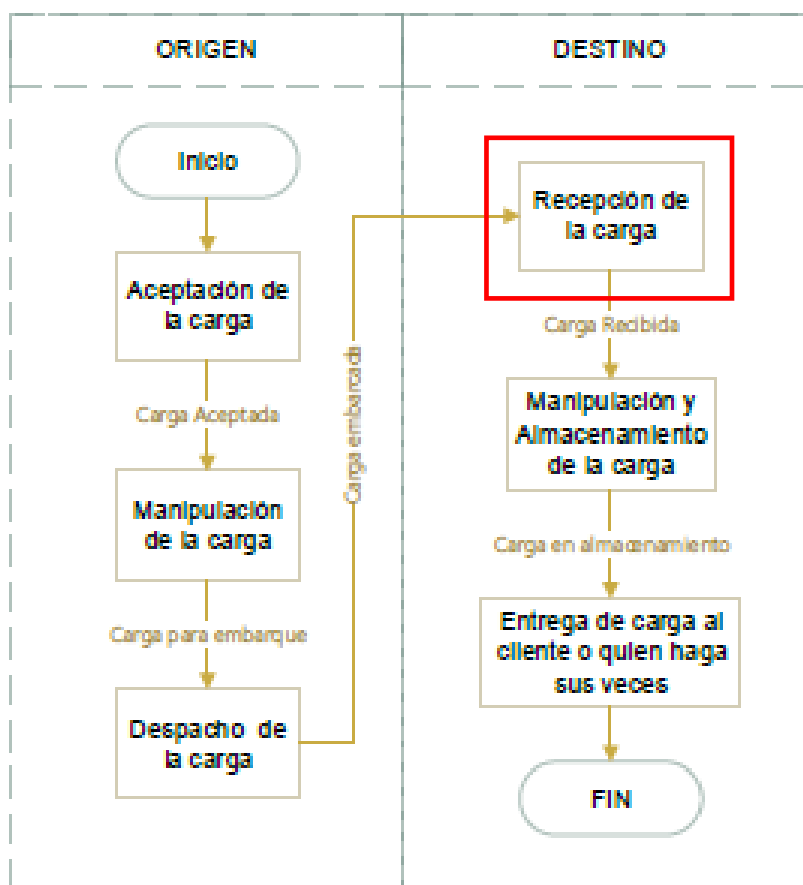 ORIGEN
Inicio
Aceptación de
la carga
Carga Aceptada
Manipulación
de la carga
Carga para embarque
Despacho de
la carga
Carga embarcada
DESTINO
Recepción de
la carga
Carga Recibida
Manipulación y
Almacenamiento
de la carga
Carga en almacenamiento
Entrega de carga al
cliente o quien haga
sus veces
FIN